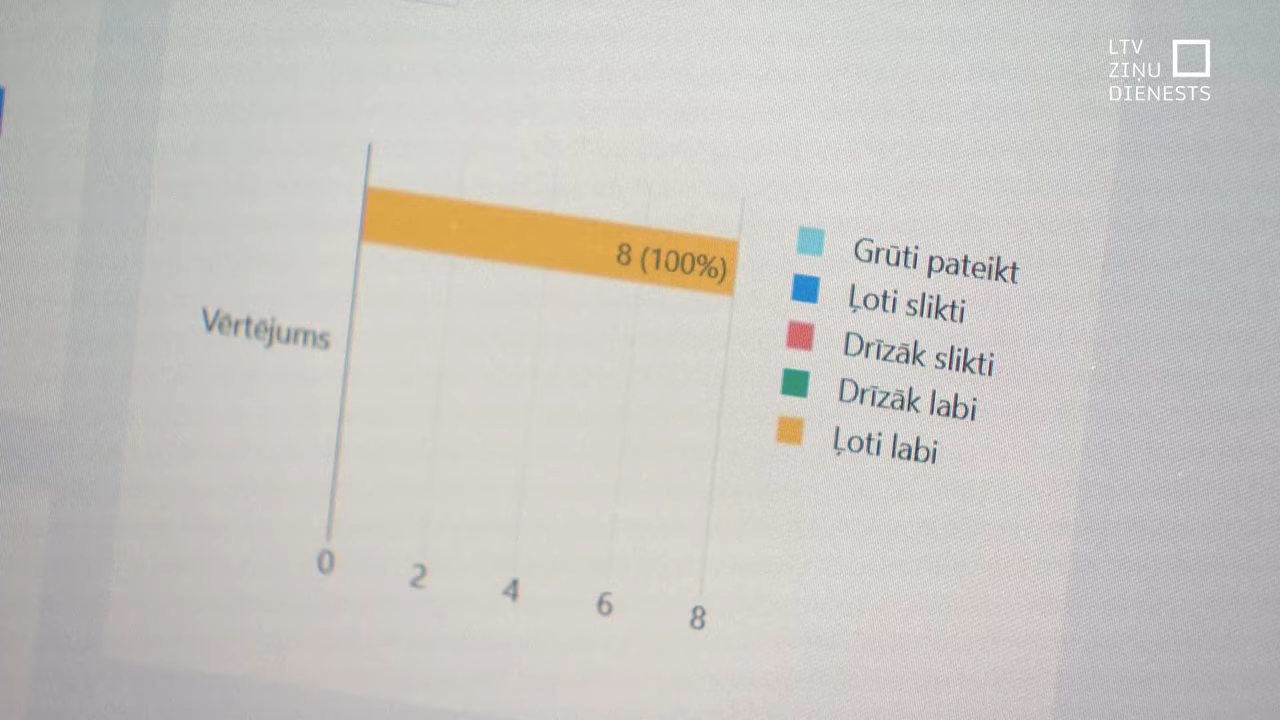 LTV
ZIŅU
DIENESTS
8 (100%)
Vērtējums
0
2
4
6
8
Grūti pateikt
Ļoti slikti
Drīzāk slikti
Drīzāk labi
Ļoti labi